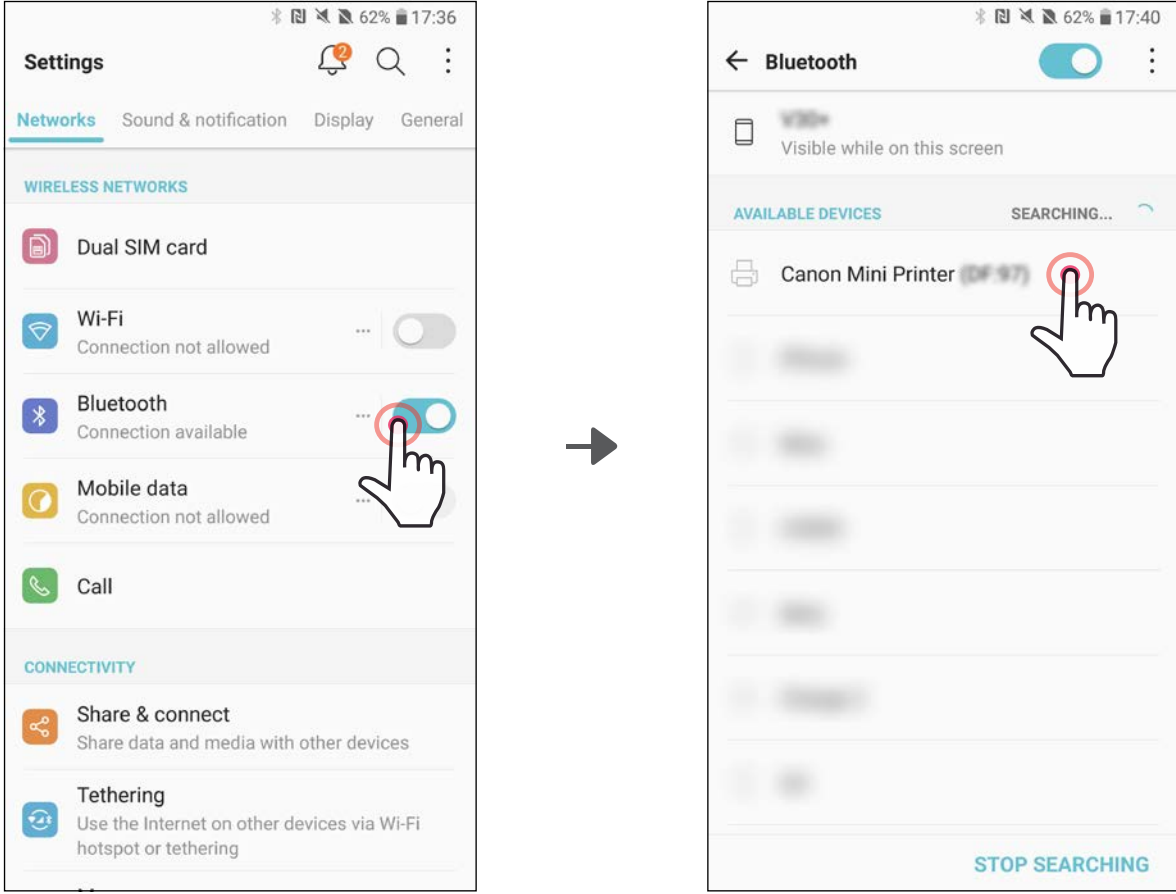 62% 17:36
Settings
2
Networks Sound & notification Display General
WIRELESS NETWORKS
Dual SIM card
Wi-Fi
Connection not allowed
Bluetooth
Connection available
Mobile data
Connection not allowed
Call
CONNECTIVITY
Share & connect
Share data and media with other devices
Tethering
Use the Internet on other devices via Wi-Fi
hotspot or tethering
62% 17:40
Bluetooth
V30+
Visible while on this screen
AVAILABLE DEVICES SEARCHING...
Canon Mini Printer (DF:97)
STOP SEARCHING